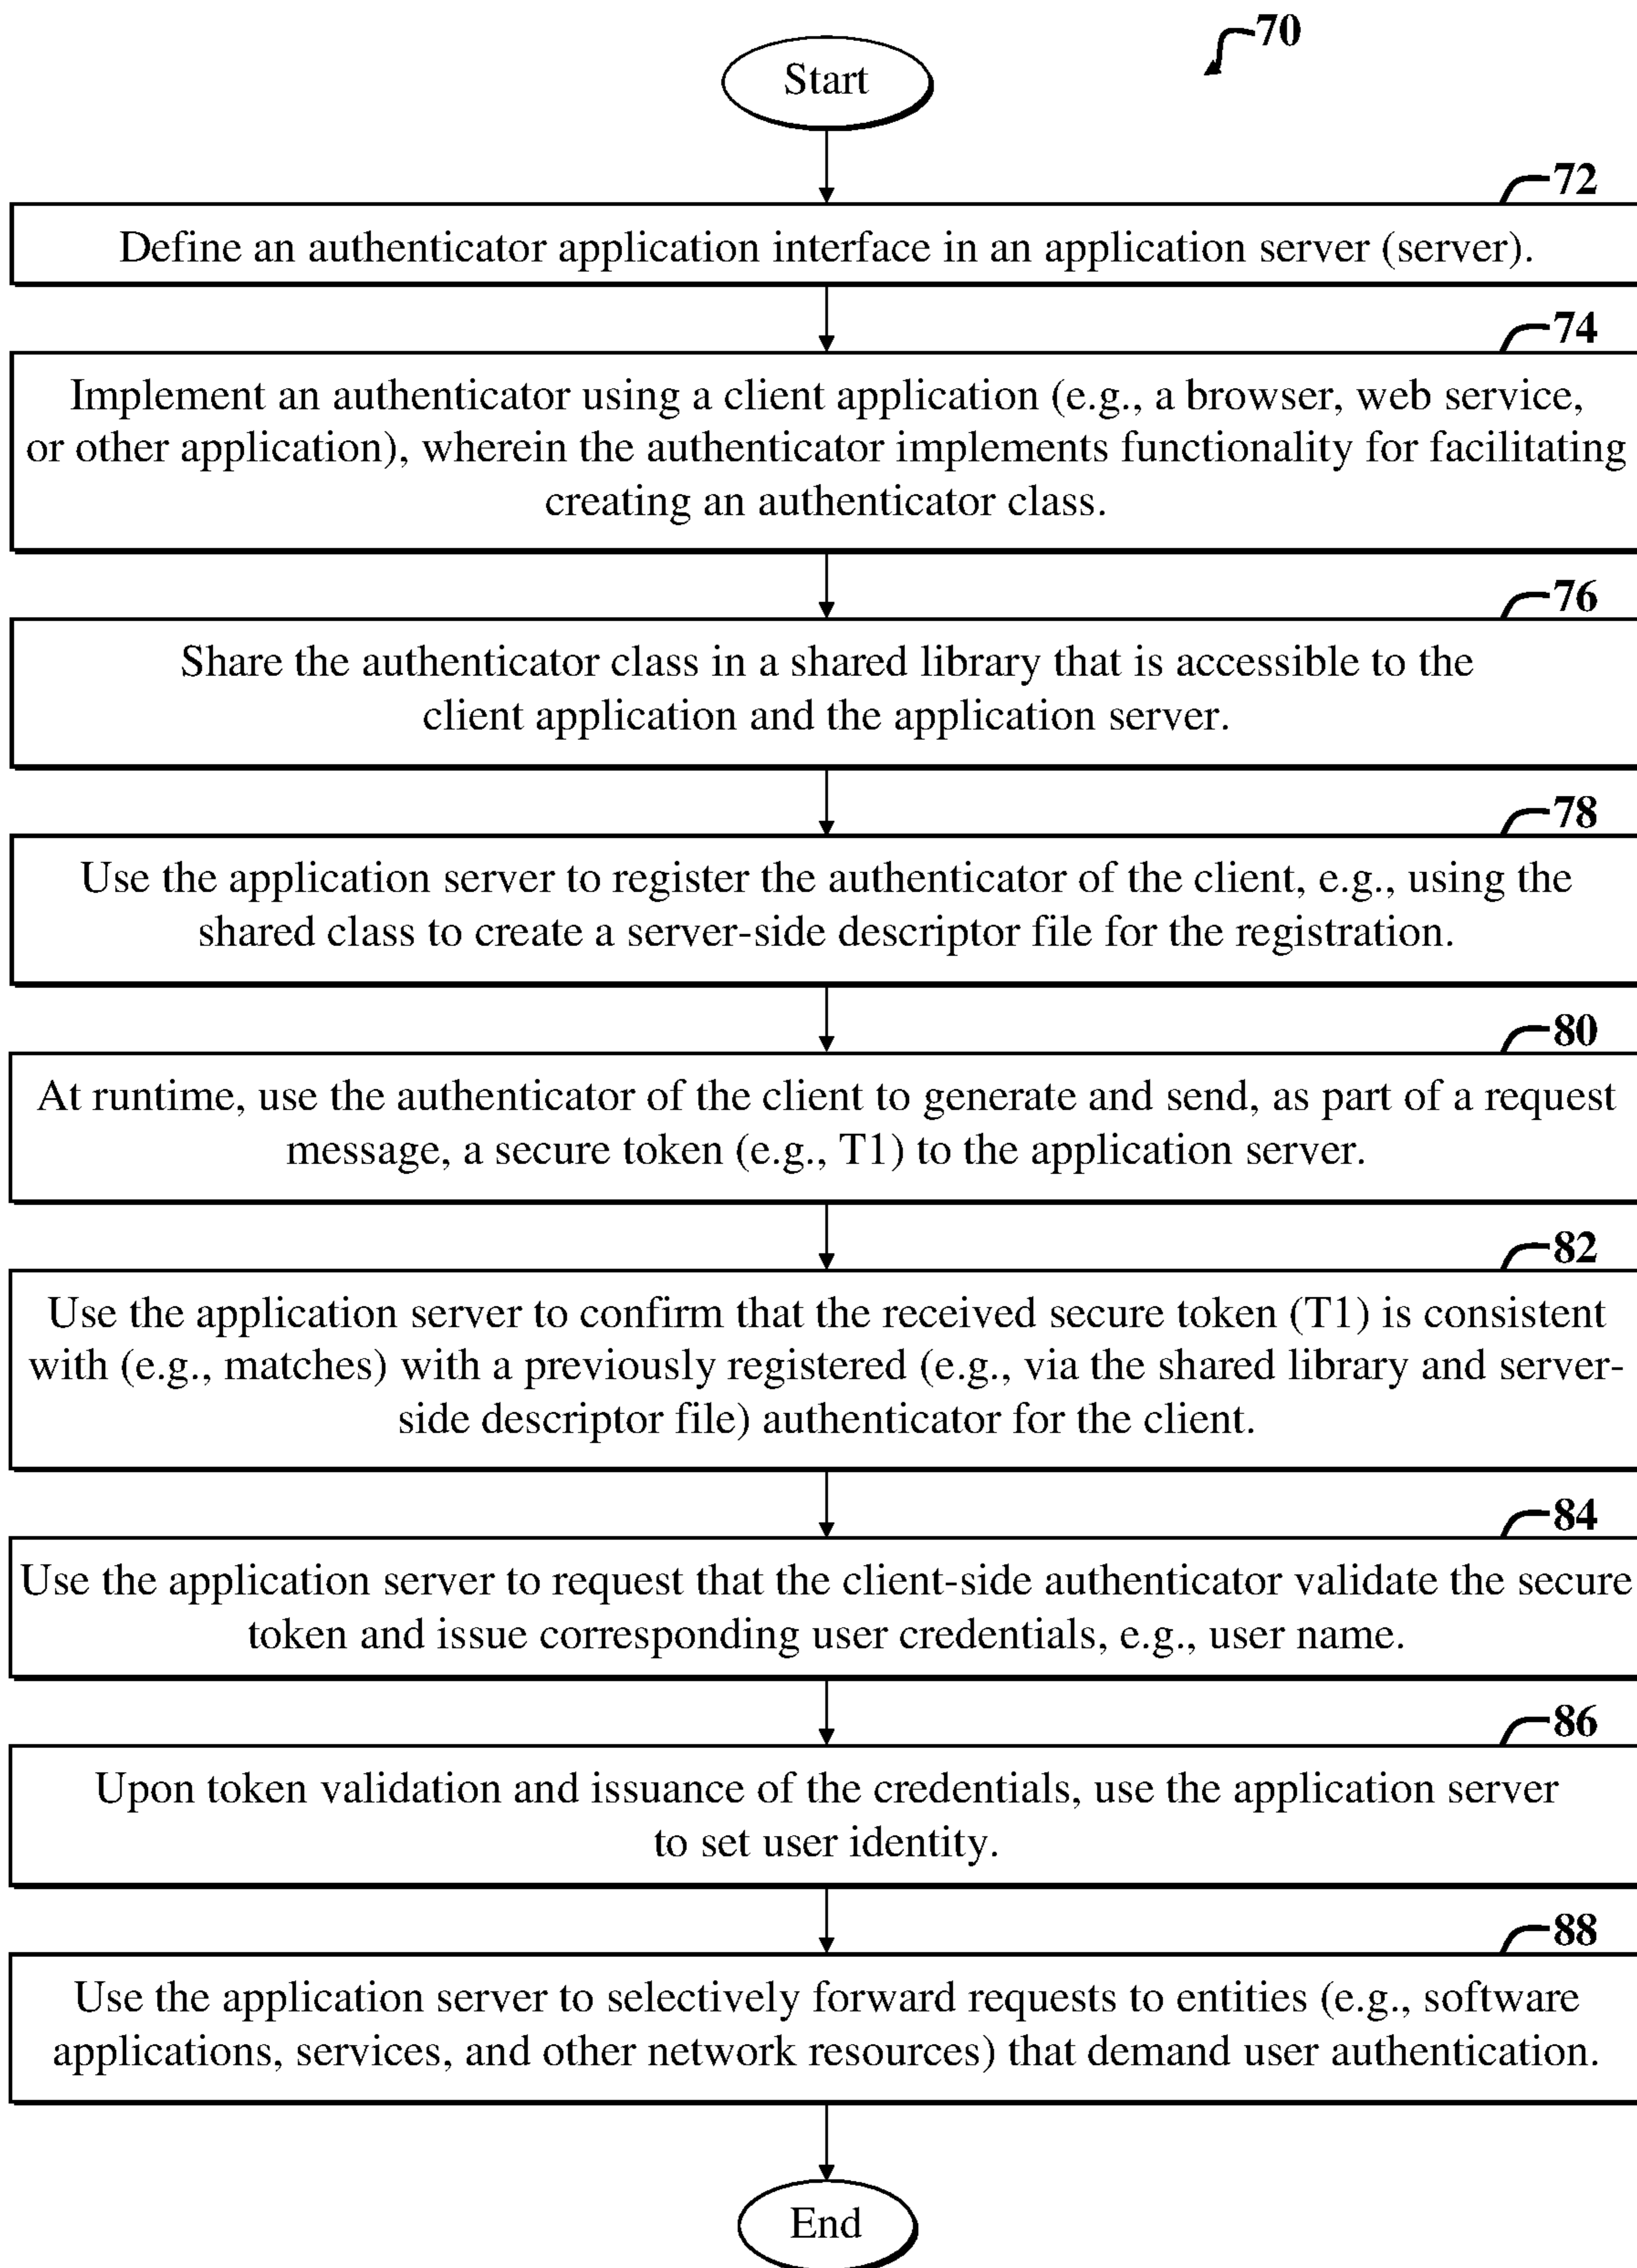 70
Start
72
Define an authenticator application interface in an application server (server).
74
Implement an authenticator using a client application (e.g., a browser, web service,
or other application), wherein the authenticator implements functionality for facilitating
creating an authenticator class.
76
Share the authenticator class in a shared library that is accessible to the
client application and the application server.
78
Use the application server to register the authenticator of the client, e.g., using the
shared class to create a server-side descriptor file for the registration.
80
At runtime, use the authenticator of the client to generate and send, as part of a request
message, a secure token (e.g., T1) to the application server.
82
Use the application server to confirm that the received secure token (T1) is consistent
with (e.g., matches) with a previously registered (e.g., via the shared library and server-
side descriptor file) authenticator for the client.
84
Use the application server to request that the client-side authenticator validate the secure
token and issue corresponding user credentials, e.g., user name.
86
Upon token validation and issuance of the credentials, use the application server
to set user identity.
88
Use the application server to selectively forward requests to entities (e.g., software
applications, services, and other network resources) that demand user authentication.
End